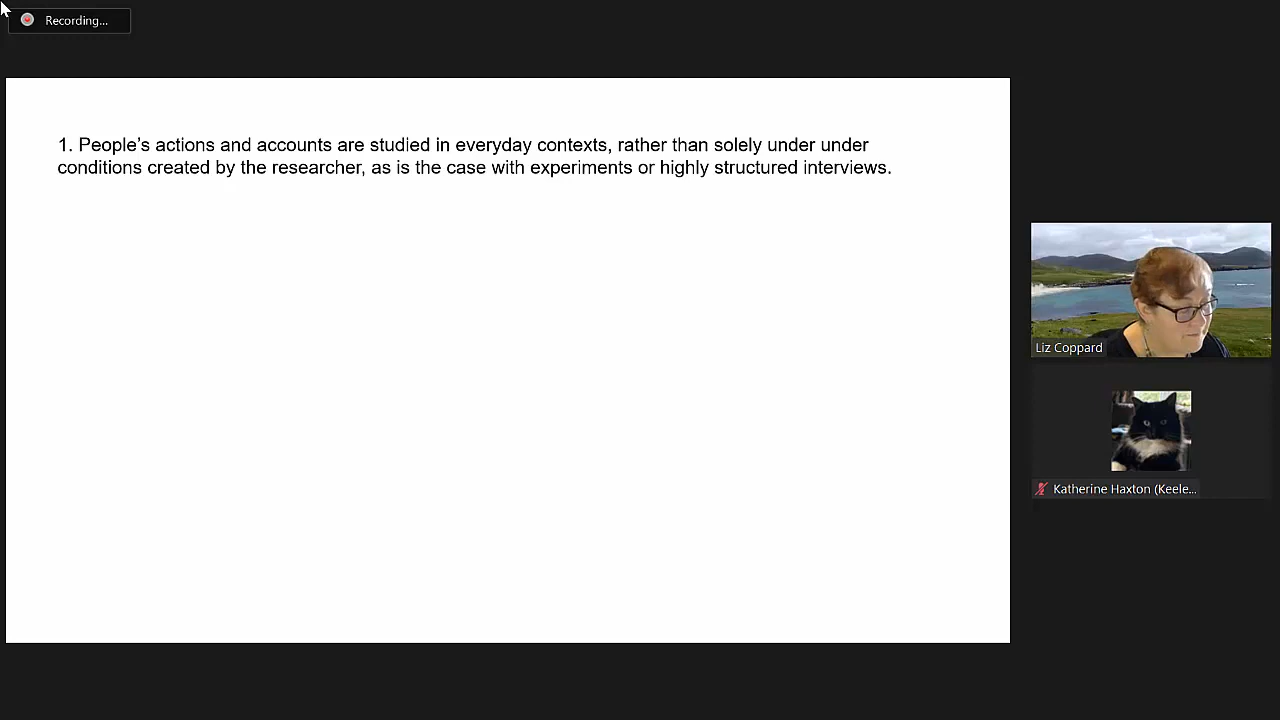 Recording...
1. People’s actions and accounts are studied in everyday contexts, rather than solely under under
conditions created by the researcher, as is the case with experiments or highly structured interviews.
Liz Coppard
Katherine Haxton (Keele...